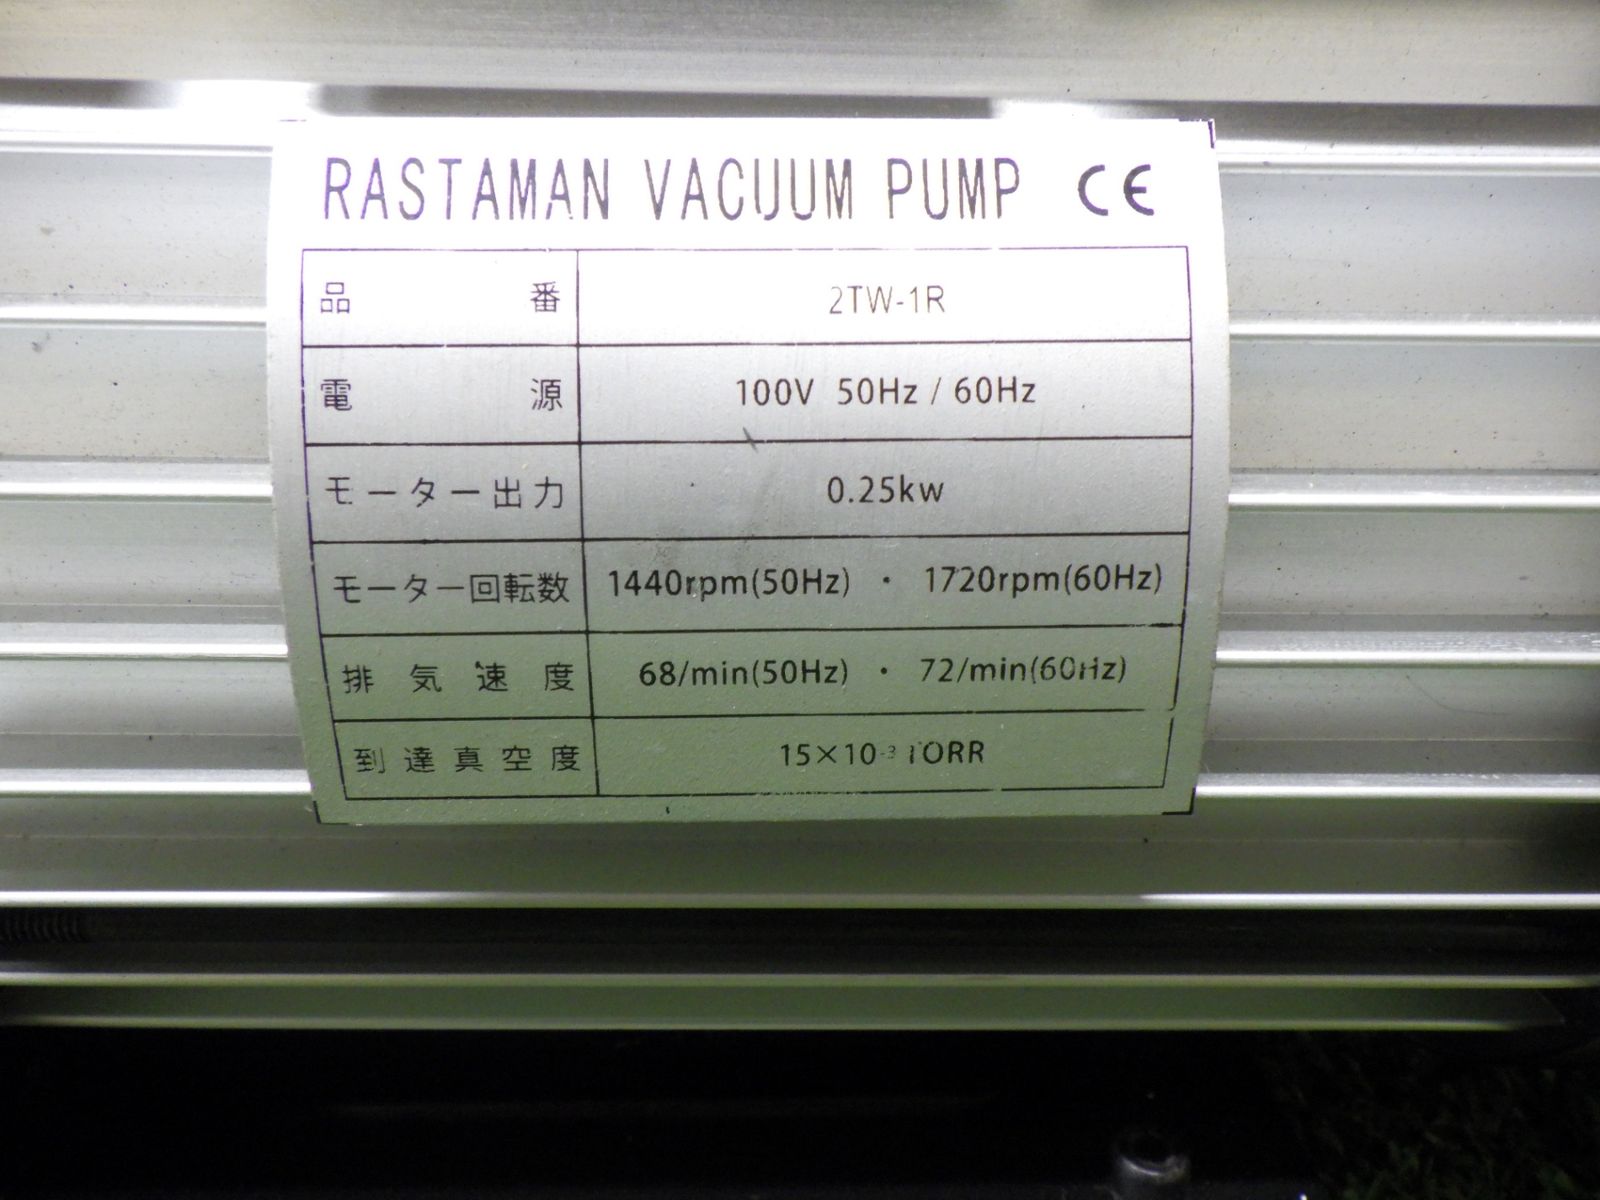 RASTAMAN VACUUM PUMP CE
品番 2TW-1R
電源 100V 50Hz / 60Hz
モーター出力 0.25kw
モーター回転数 1440rpm(50Hz) ・ 1720rpm(60Hz)
排気速度 68/min(50Hz) ・ 72/min(60Hz)
到達真空度 15×10-³ TORR